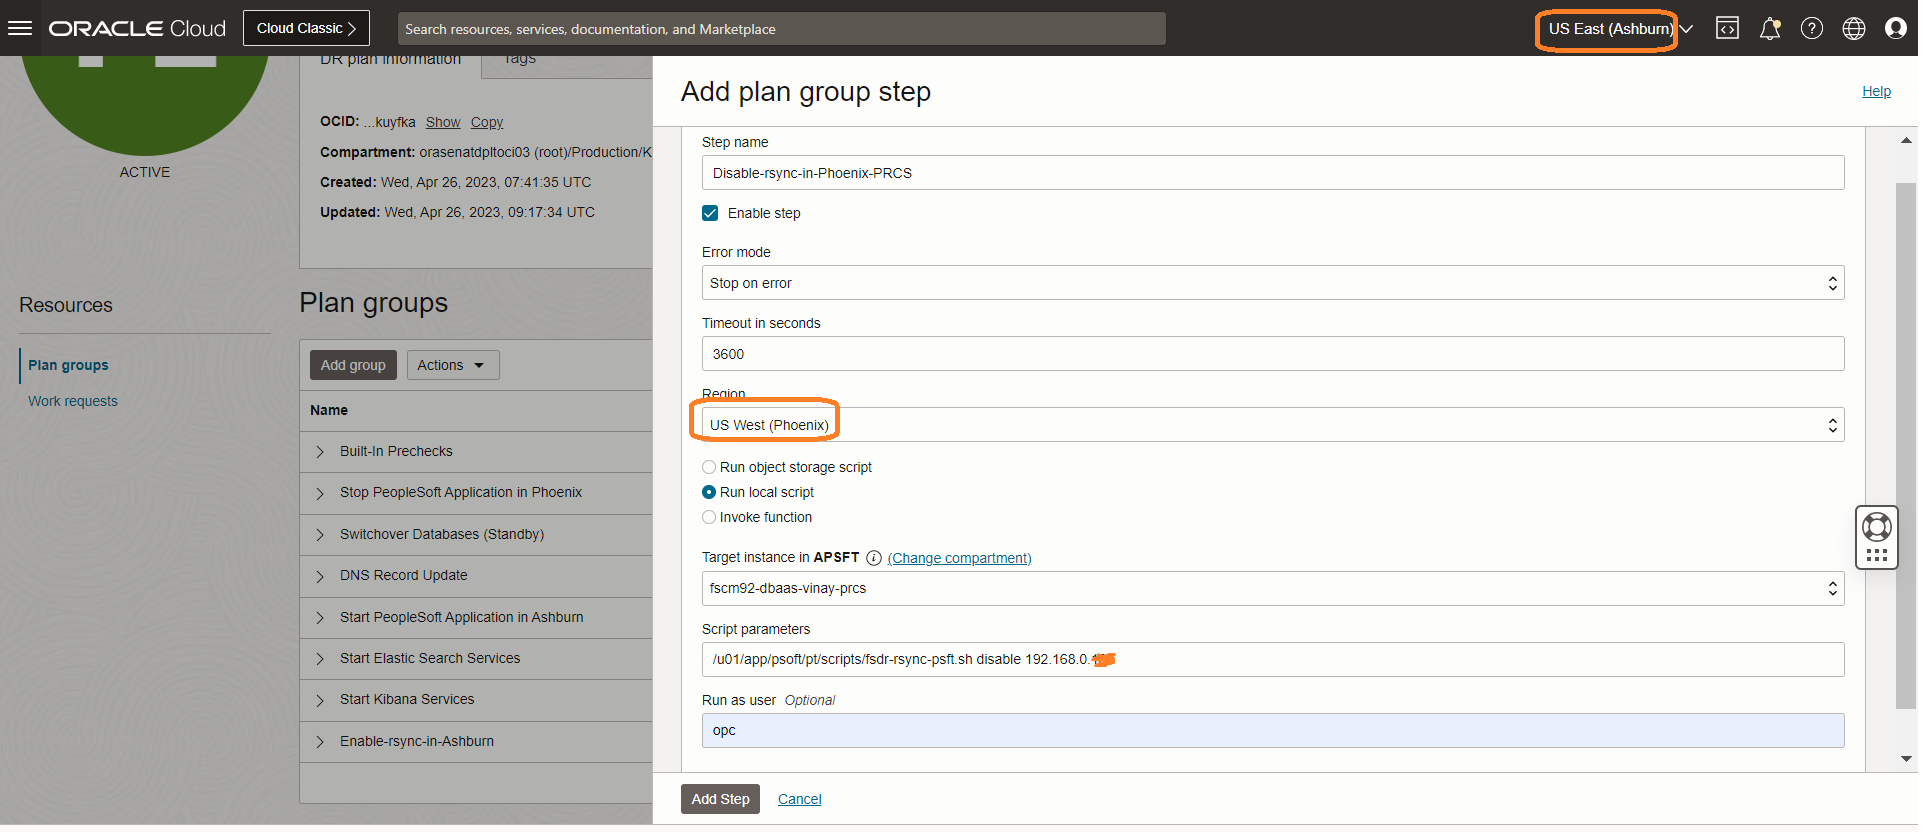 ORACLE Cloud
Cloud Classic
Search resources, services, documentation, and Marketplace
US East (Ashburn)
DR plan information
Tags
ACTIVE
OCID: ...kuyfka Show Copy
Compartment: orasenatdpltoci03 (root)/Production/K
Created: Wed, Apr 26, 2023, 07:41:35 UTC
Updated: Wed, Apr 26, 2023, 09:17:34 UTC
Resources
Plan groups
Work requests
Plan groups
Add group
Actions
Name
Built-In Prechecks
Stop PeopleSoft Application in Phoenix
Switchover Databases (Standby)
DNS Record Update
Start PeopleSoft Application in Ashburn
Start Elastic Search Services
Start Kibana Services
Enable-rsync-in-Ashburn
Add plan group step
Help
Step name
Disable-rsync-in-Phoenix-PRCS
Enable step
Error mode
Stop on error
Timeout in seconds
3600
Region
US West (Phoenix)
Run object storage script
Run local script
Invoke function
Target instance in APSFT (Change compartment)
fscm92-dbaas-vinay-prcs
Script parameters
/u01/app/psoft/pt/scripts/fsdr-rsync-psft.sh disable 192.168.0.
Run as user Optional
opc
Add Step
Cancel